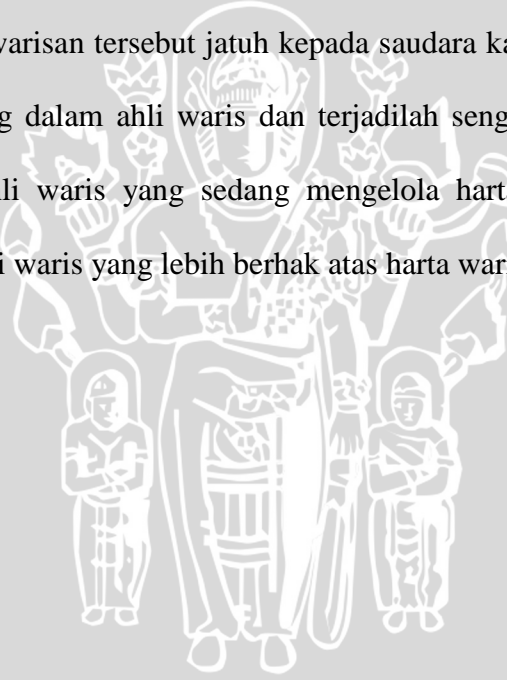 warisan tersebut jatuh kepada saudara ka
g dalam ahli waris dan terjadilah seng
li waris yang sedang mengelola hart
i waris yang lebih berhak atas harta war